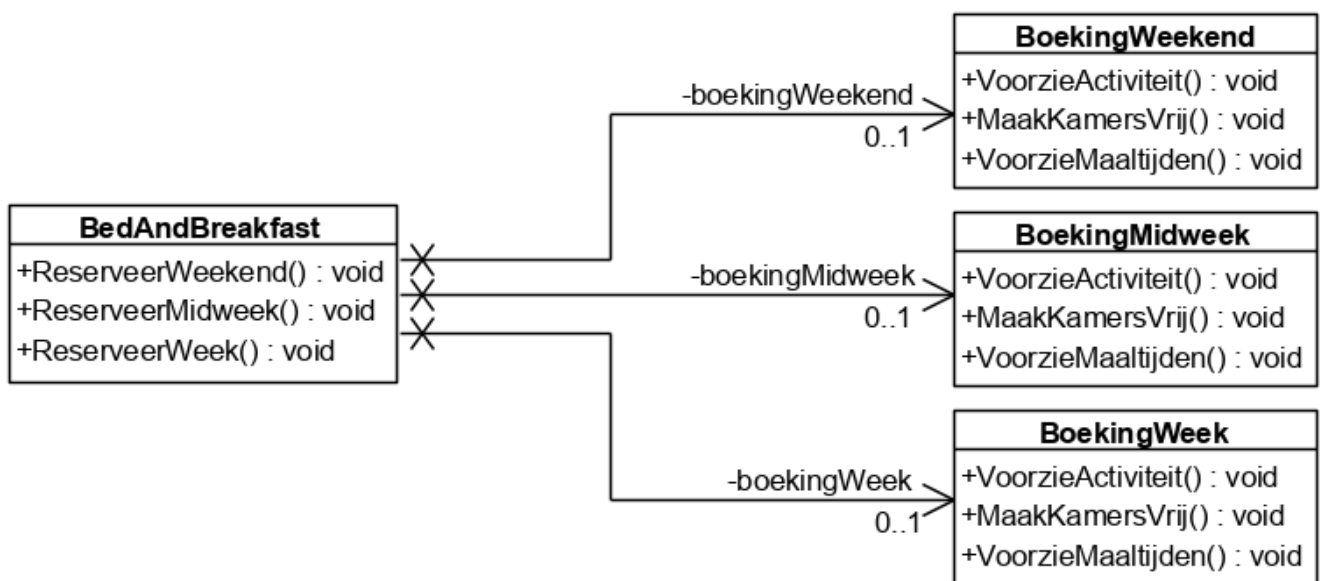 BedAndBreakfast
+ReserveerWeekend() : void
+ReserveerMidweek() : void
+ReserveerWeek() : void
-boekingWeekend
0..1
-boekingMidweek
0..1
-boekingWeek
0..1
BoekingWeekend
+VoorzieActiviteit() : void
+MaakKamersVrij() : void
+VoorzieMaaltijden() : void
BoekingMidweek
+VoorzieActiviteit() : void
+MaakKamersVrij() : void
+VoorzieMaaltijden() : void
BoekingWeek
+VoorzieActiviteit() : void
+MaakKamersVrij() : void
+VoorzieMaaltijden() : void